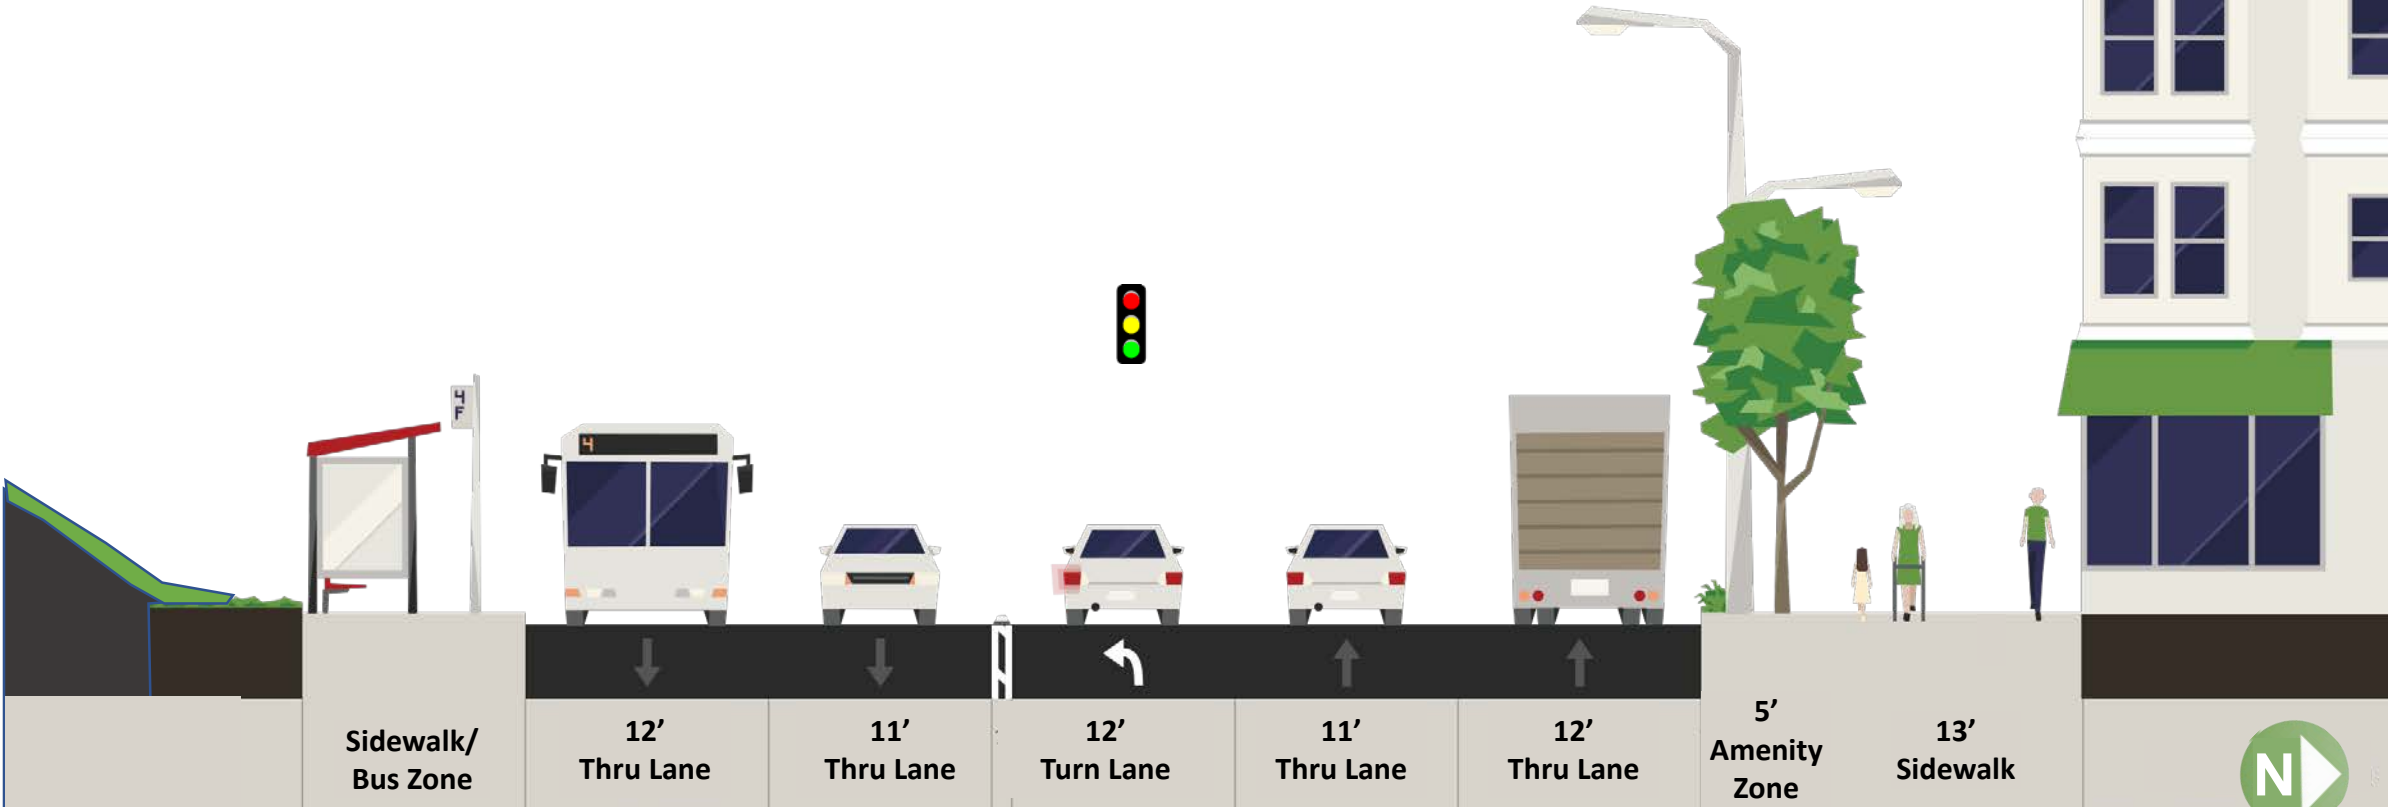 4
F
4
Sidewalk/
Bus Zone
12’
Thru Lane
11’
Thru Lane
12’
Turn Lane
11’
Thru Lane
12’
Thru Lane
5’
Amenity
Zone
13’
Sidewalk
N